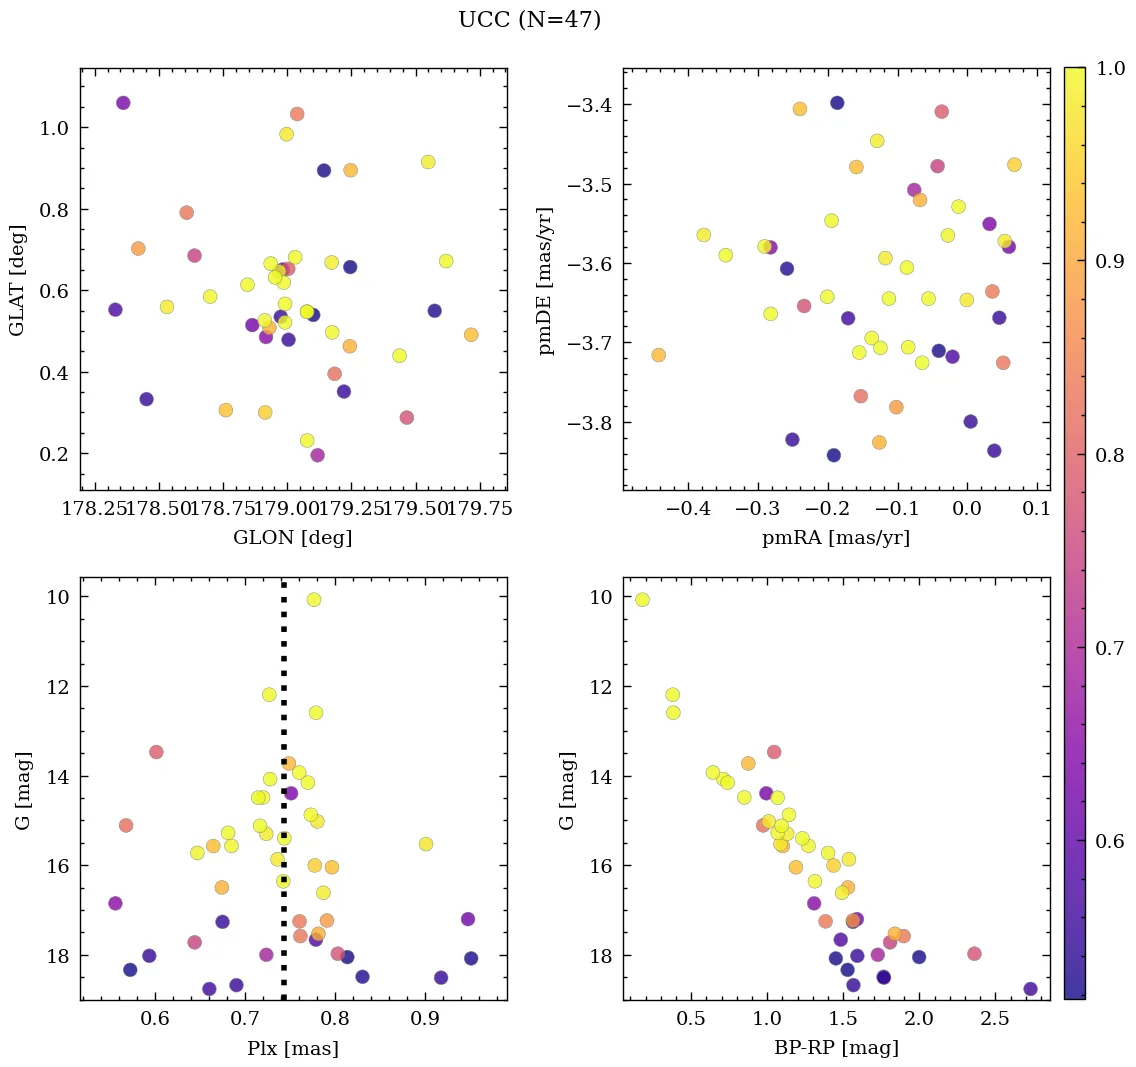 UCC (N=47)
1.0
0.8
0.6
0.4
0.2
GLAT [deg]
178.25 178.50 178.75 179.00 179.25 179.50 179.75
GLON [deg]
−3.4
−3.5
−3.6
−3.7
−3.8
pmDE [mas/yr]
−0.4 −0.3 −0.2 −0.1 0.0 0.1
pmRA [mas/yr]
10
12
14
16
18
G [mag]
0.6 0.7 0.8 0.9
Plx [mas]
10
12
14
16
18
G [mag]
0.5 1.0 1.5 2.0 2.5
BP-RP [mag]
1.0
0.9
0.8
0.7
0.6